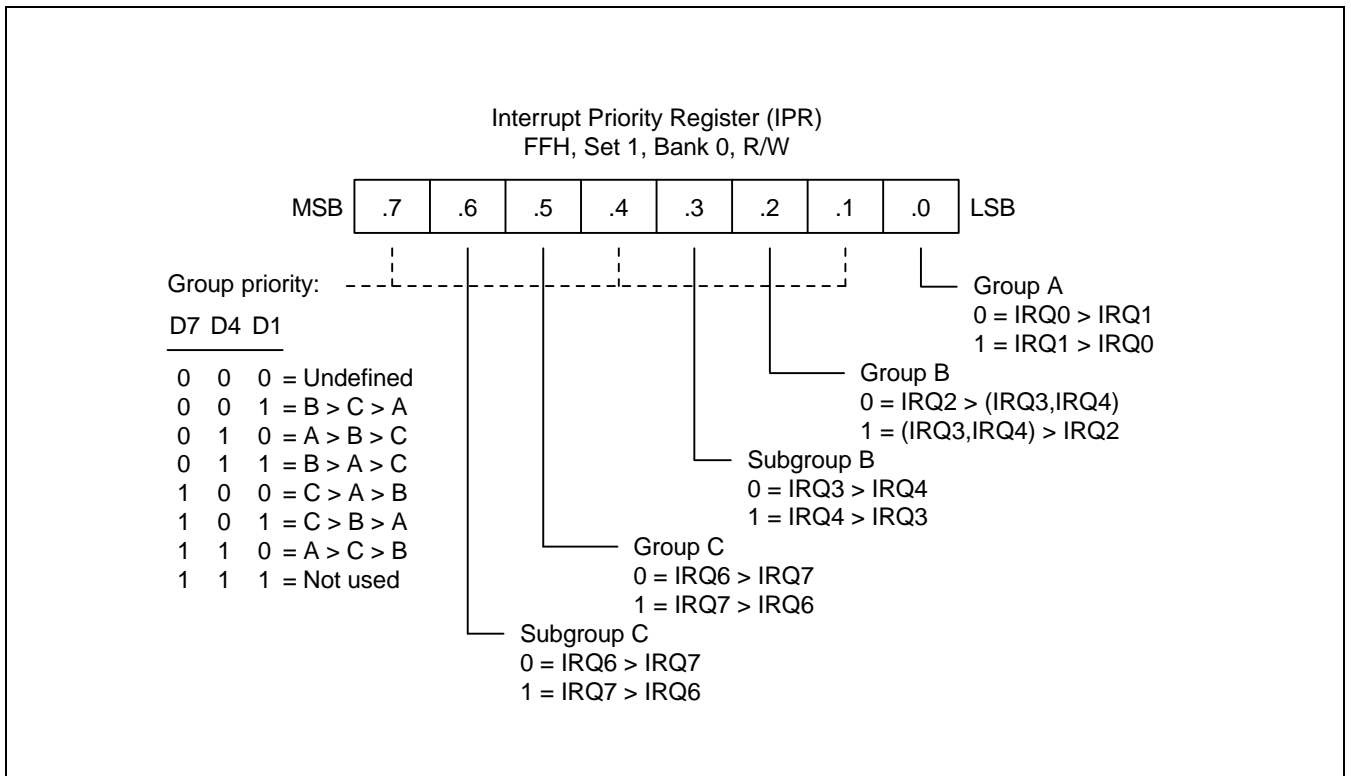 Interrupt Priority Register (IPR)
FFH, Set 1, Bank 0, R/W
MSB .7 .6 .5 .4 .3 .2 .1 .0 LSB
Group priority:
D7 D4 D1
0 0 0 = Undefined
0 0 1 = B > C > A
0 1 0 = A > B > C
0 1 1 = B > A > C
1 0 0 = C > A > B
1 0 1 = C > B > A
1 1 0 = A > C > B
1 1 1 = Not used
Group A
0 = IRQ0 > IRQ1
1 = IRQ1 > IRQ0
Group B
0 = IRQ2 > (IRQ3,IRQ4)
1 = (IRQ3,IRQ4) > IRQ2
Subgroup B
0 = IRQ3 > IRQ4
1 = IRQ4 > IRQ3
Group C
0 = IRQ6 > IRQ7
1 = IRQ7 > IRQ6
Subgroup C
0 = IRQ6 > IRQ7
1 = IRQ7 > IRQ6